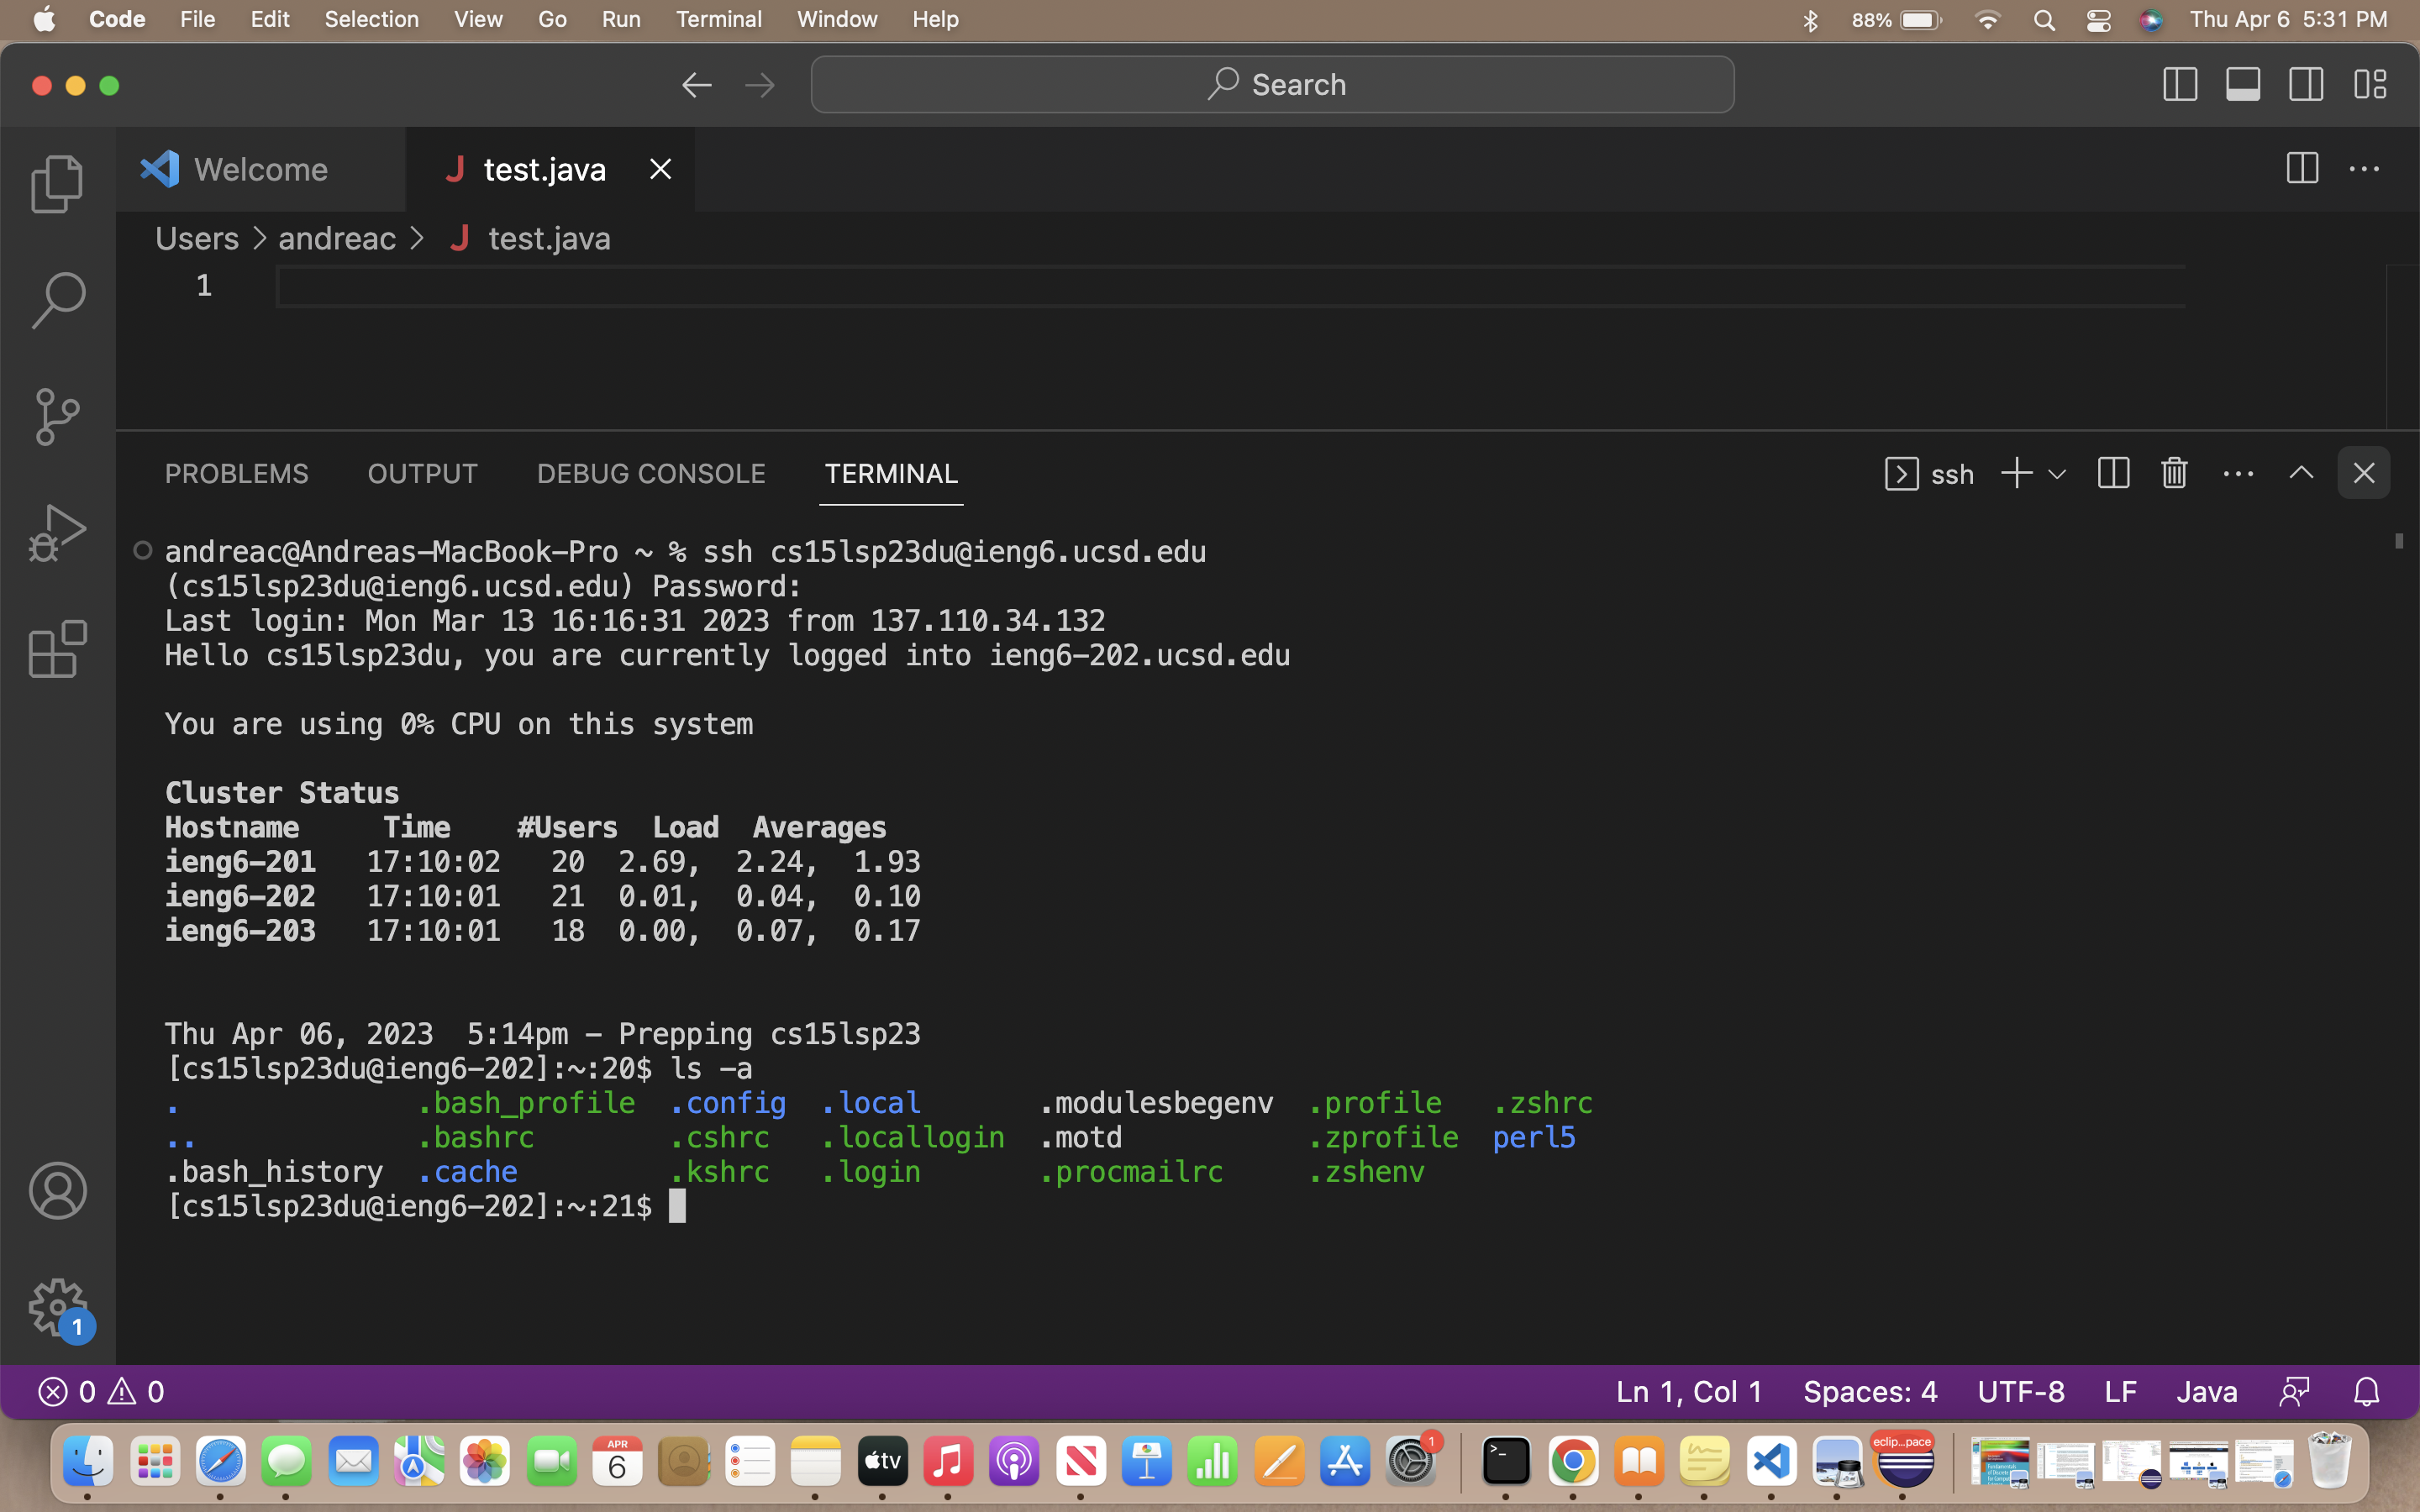 Code File Edit Selection View Go Run Terminal Window Help 88% Thu Apr 6 5:31 PM
Search
Welcome J test.java
Users > andreac > J test.java
1
PROBLEMS OUTPUT DEBUG CONSOLE TERMINAL ssh
andreac@Andreas-MacBook-Pro ~ % ssh cs15lsp23du@ieng6.ucsd.edu
(cs15lsp23du@ieng6.ucsd.edu) Password:
Last login: Mon Mar 13 16:16:31 2023 from 137.110.34.132
Hello cs15lsp23du, you are currently logged into ieng6-202.ucsd.edu
You are using 0% CPU on this system
Cluster Status
Hostname Time #Users Load Averages
ieng6-201 17:10:02 20 2.69, 2.24, 1.93
ieng6-202 17:10:01 21 0.01, 0.04, 0.10
ieng6-203 17:10:01 18 0.00, 0.07, 0.17
Thu Apr 06, 2023 5:14pm - Prepping cs15lsp23
[cs15lsp23du@ieng6-202]:~:20$ ls -a
. .bash_profile .config .local .modulesbegenv .profile .zshrc
.. .bashrc .cshrc .locallogin .motd .zprofile perl5
.bash_history .cache .kshrc .login .procmailrc .zshenv
[cs15lsp23du@ieng6-202]:~:21$
1
0 0 Ln 1, Col 1 Spaces: 4 UTF-8 LF Java
APR 6 tv 1 eclip...pace